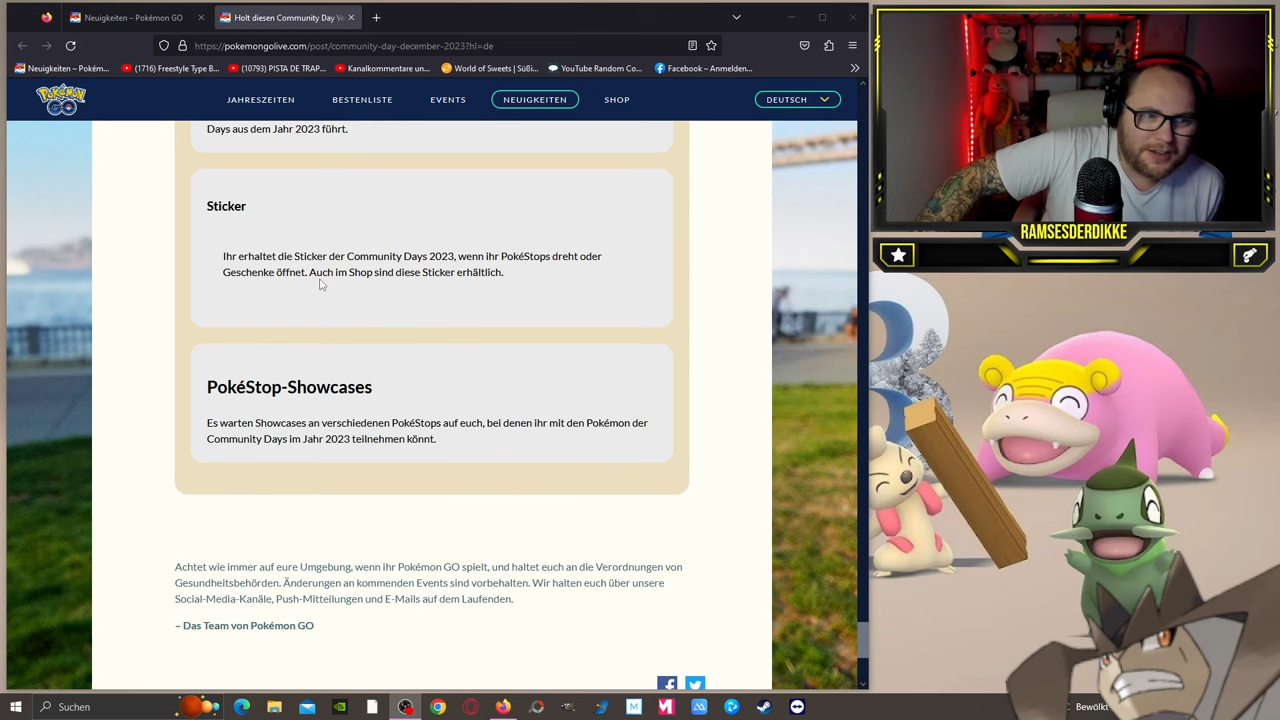 Neuigkeiten – Pokémon GO
Holt diesen Community Day Ve
https://pokemongolive.com/post/community-day-december-2023?hl=de
Neuigkeiten – Pokém...
(1716) Freestyle Type B...
(10793) PISTA DE TRAP...
Kanalkommentare un...
World of Sweets | Süßi...
YouTube Random Co...
Facebook – Anmelden...
POKÉMON GO
JAHRESZEITEN
BESTENLISTE
EVENTS
NEUIGKEITEN
SHOP
DEUTSCH
Days aus dem Jahr 2023 führt.
Sticker
Ihr erhaltet die Sticker der Community Days 2023, wenn ihr PokéStops dreht oder
Geschenke öffnet. Auch im Shop sind diese Sticker erhältlich.
PokéStop-Showcases
Es warten Showcases an verschiedenen PokéStops auf euch, bei denen ihr mit den Pokémon der
Community Days im Jahr 2023 teilnehmen könnt.
Achtet wie immer auf eure Umgebung, wenn ihr Pokémon GO spielt, und haltet euch an die Verordnungen von
Gesundheitsbehörden. Änderungen an kommenden Events sind vorbehalten. Wir halten euch über unsere
Social-Media-Kanäle, Push-Mitteilungen und E-Mails auf dem Laufenden.
– Das Team von Pokémon GO
RAMSESDERDIKKE
Suchen
Bewölkt